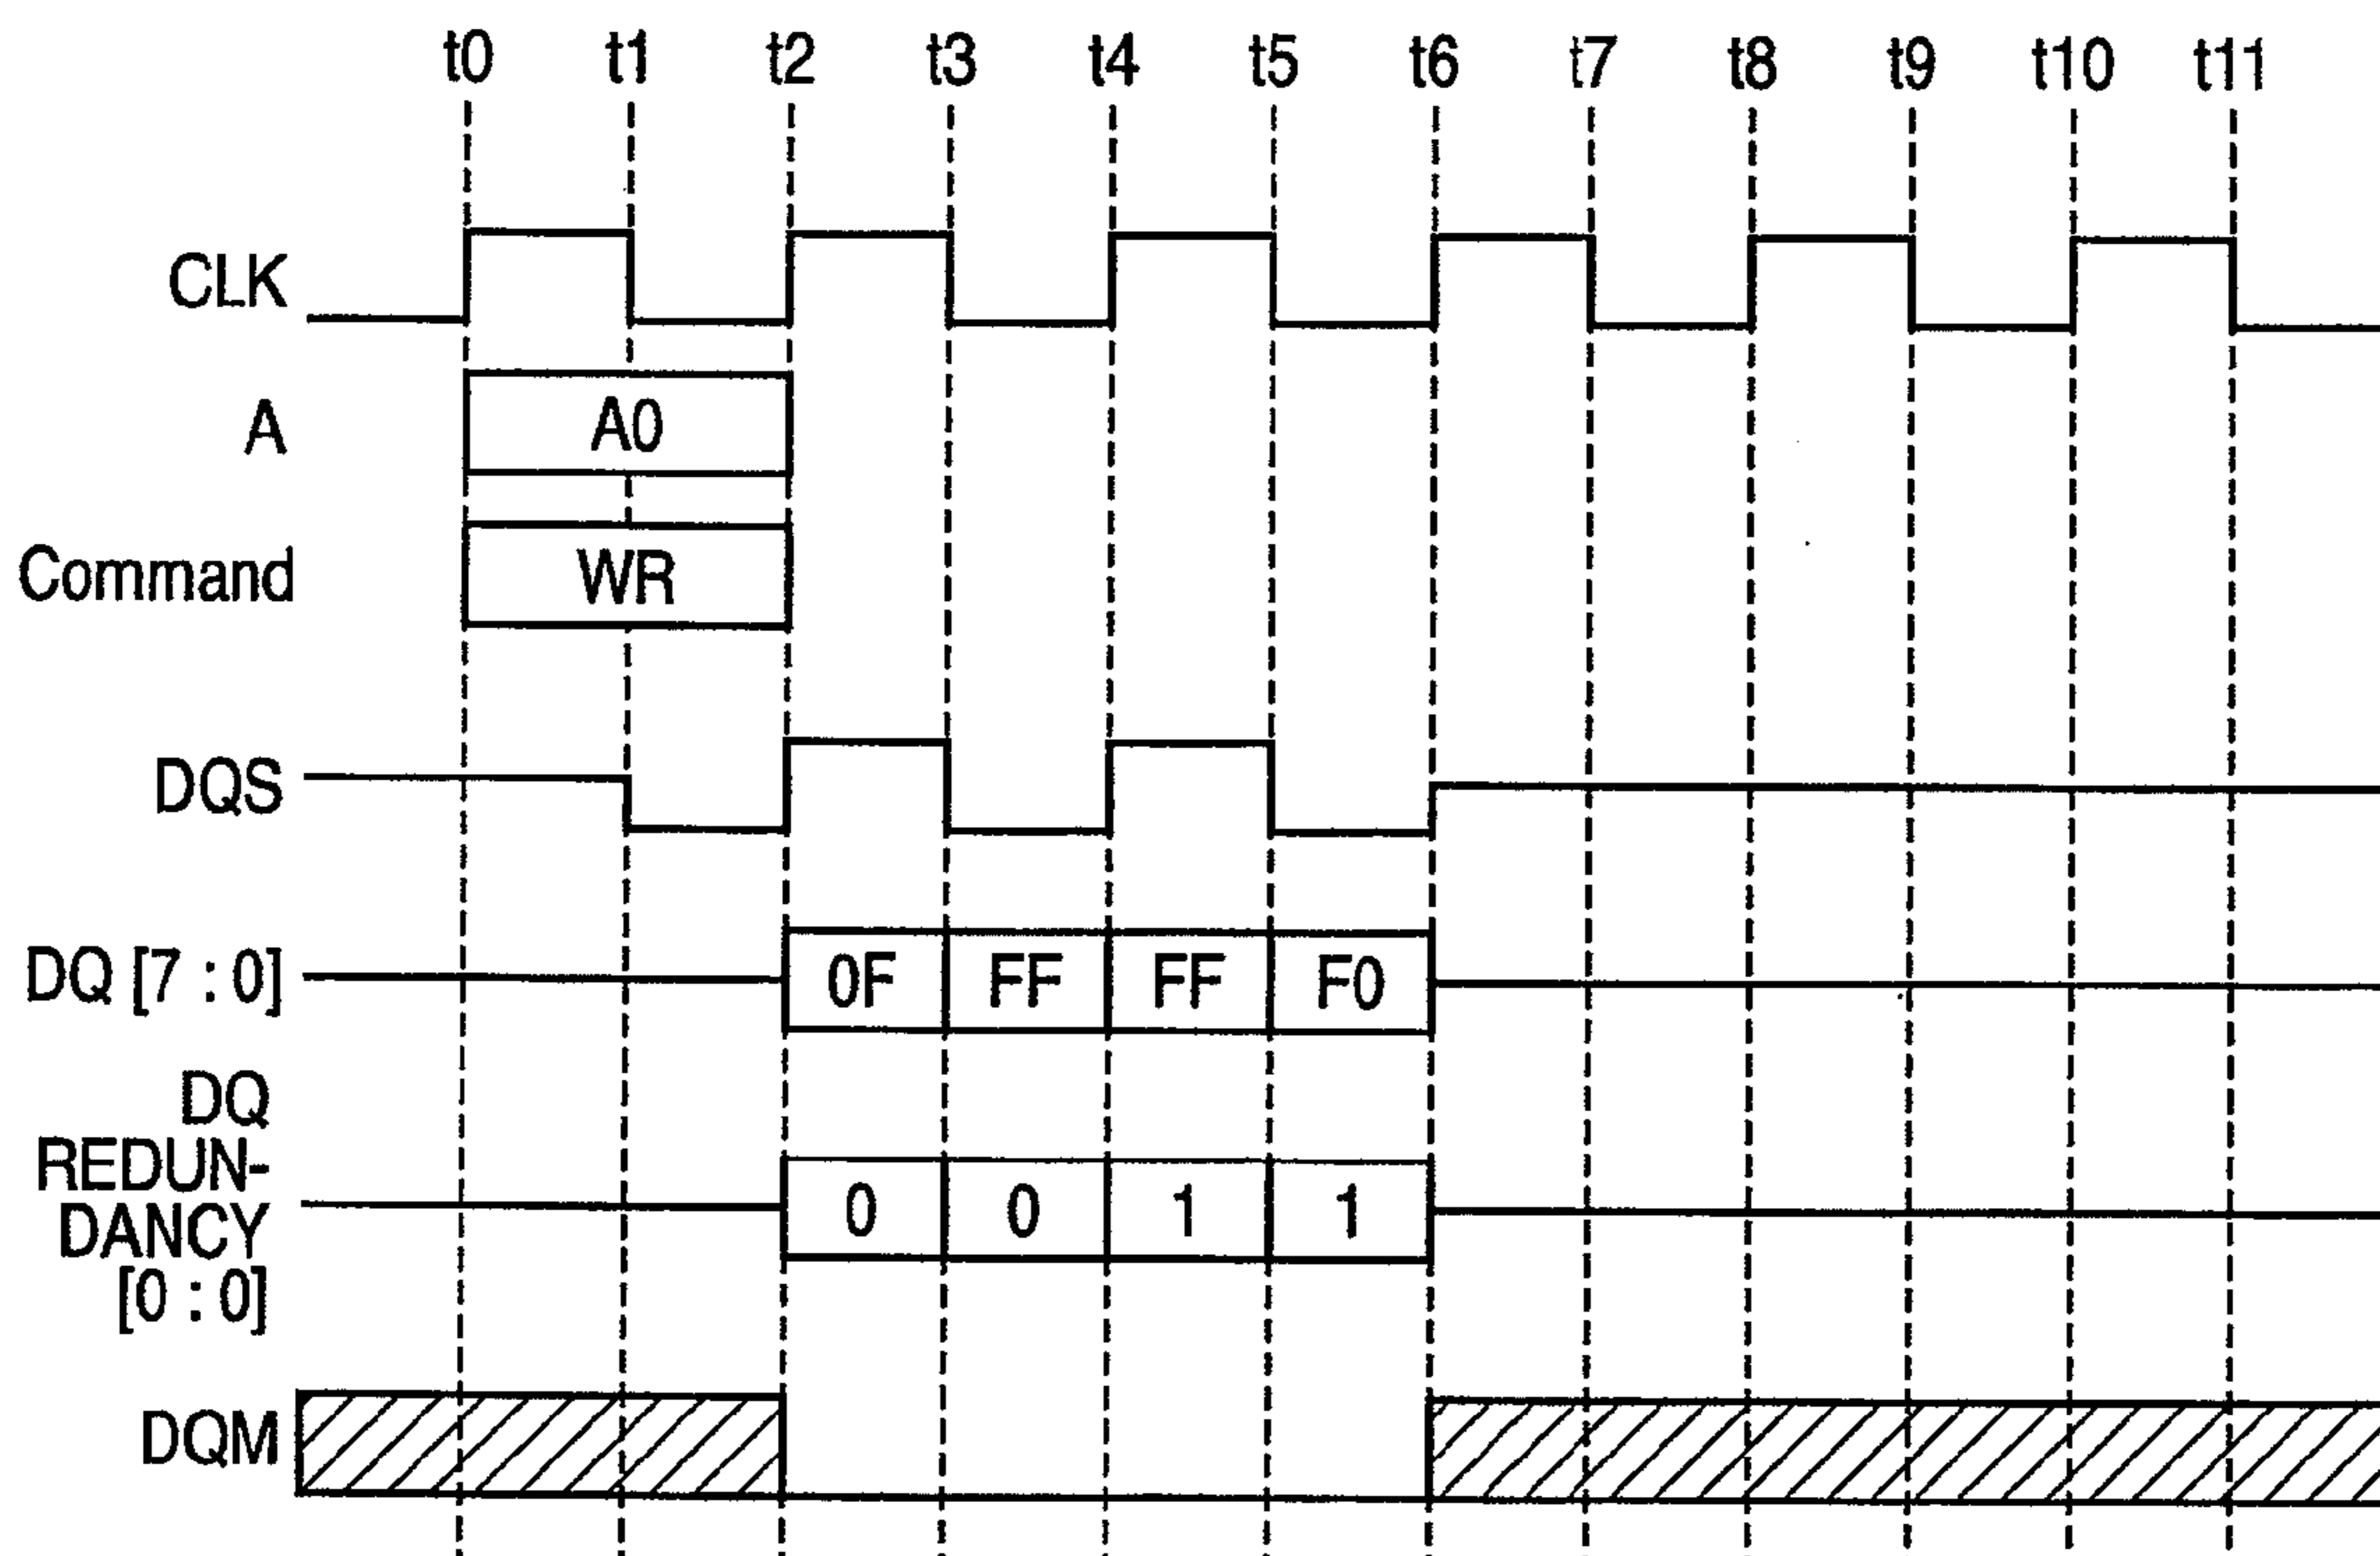 t0 t1 t2 t3 t4 t5 t6 t7 t8 t9 t10 t11
CLK
A A0
Command WR
DQS
DQ [7 : 0] 0F FF FF F0
DQ
REDUN-
DANCY 0 0 1 1
[0 : 0]
DQM